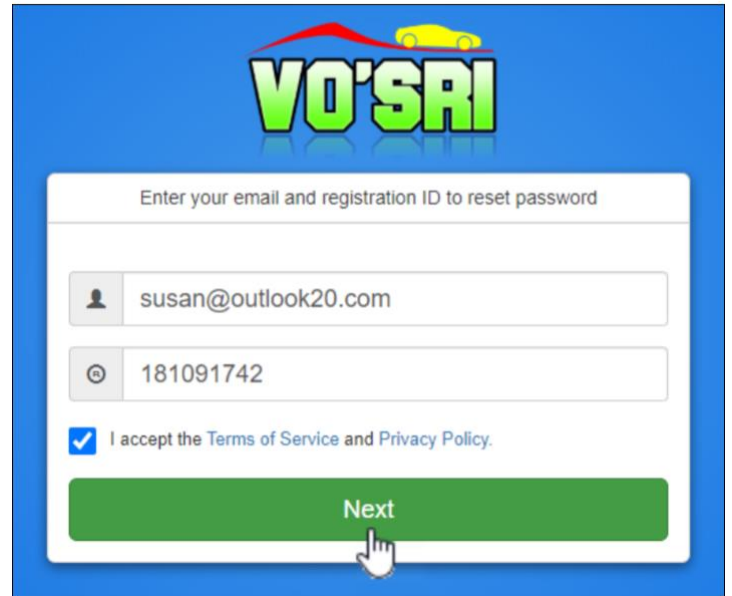 VO'SRI
Enter your email and registration ID to reset password
susan@outlook20.com
181091742
I accept the Terms of Service and Privacy Policy.
Next